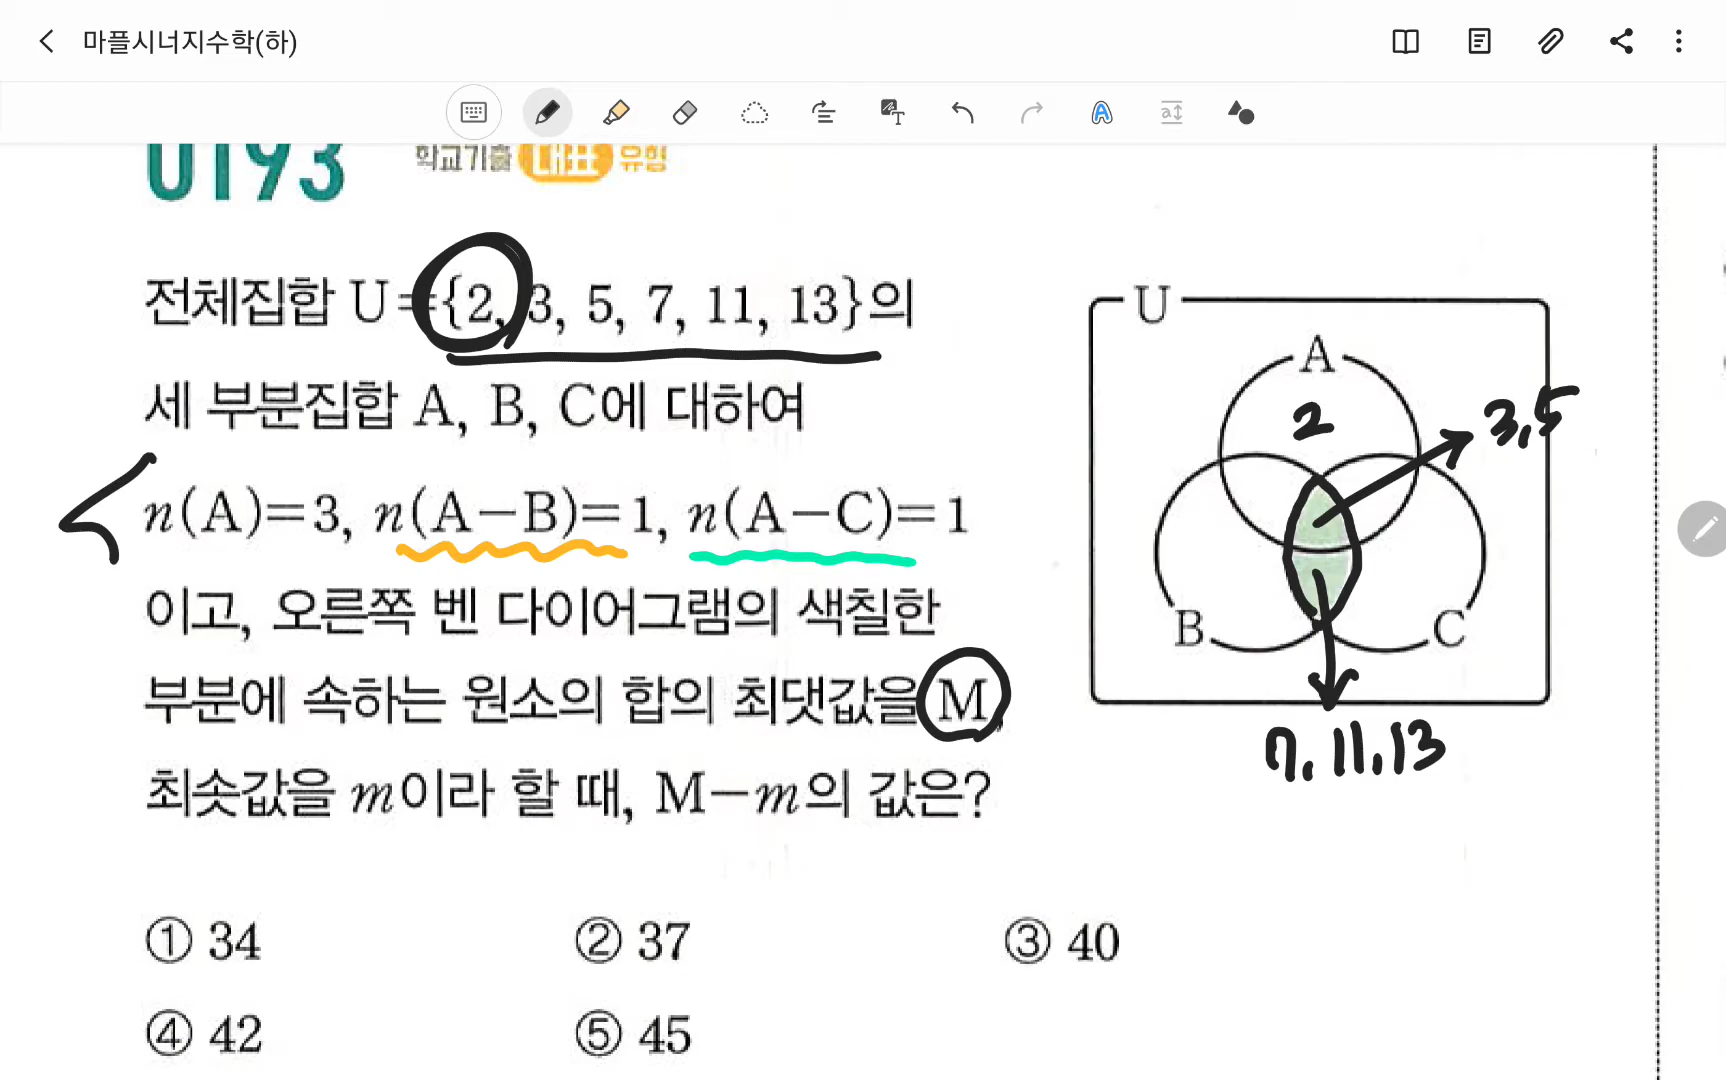 마플시너지수학(하)
0193 학교기출 대표 유형
전체집합 U={2, 3, 5, 7, 11, 13}의
세 부분집합 A, B, C에 대하여
n(A)=3, n(A-B)=1, n(A-C)=1
이고, 오른쪽 벤 다이어그램의 색칠한
부분에 속하는 원소의 합의 최댓값을 M,
최솟값을 m이라 할 때, M-m의 값은?
U
A
2
3,5
B
C
7, 11, 13
① 34 ② 37 ③ 40
④ 42 ⑤ 45